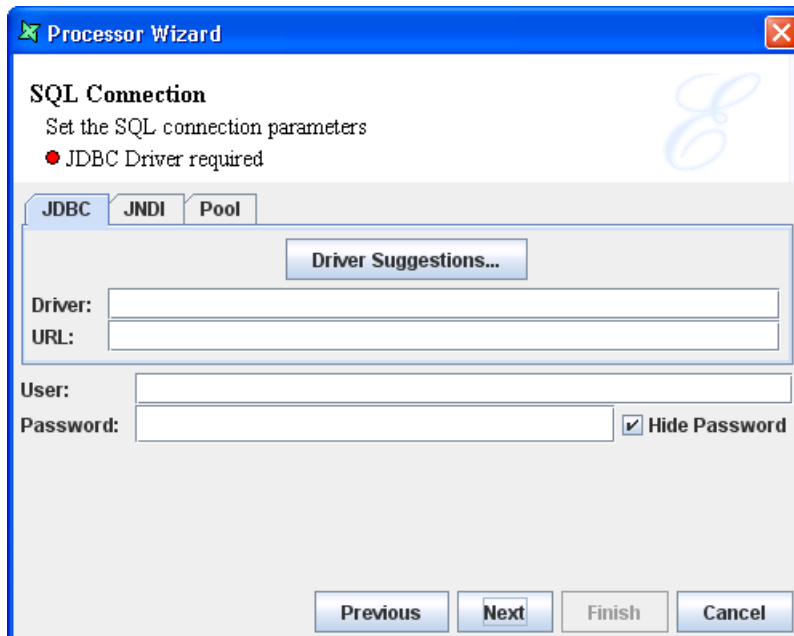 Processor Wizard
SQL Connection
Set the SQL connection parameters
JDBC Driver required
JDBC JNDI Pool
Driver Suggestions...
Driver:
URL:
User:
Password: Hide Password
Previous Next Finish Cancel